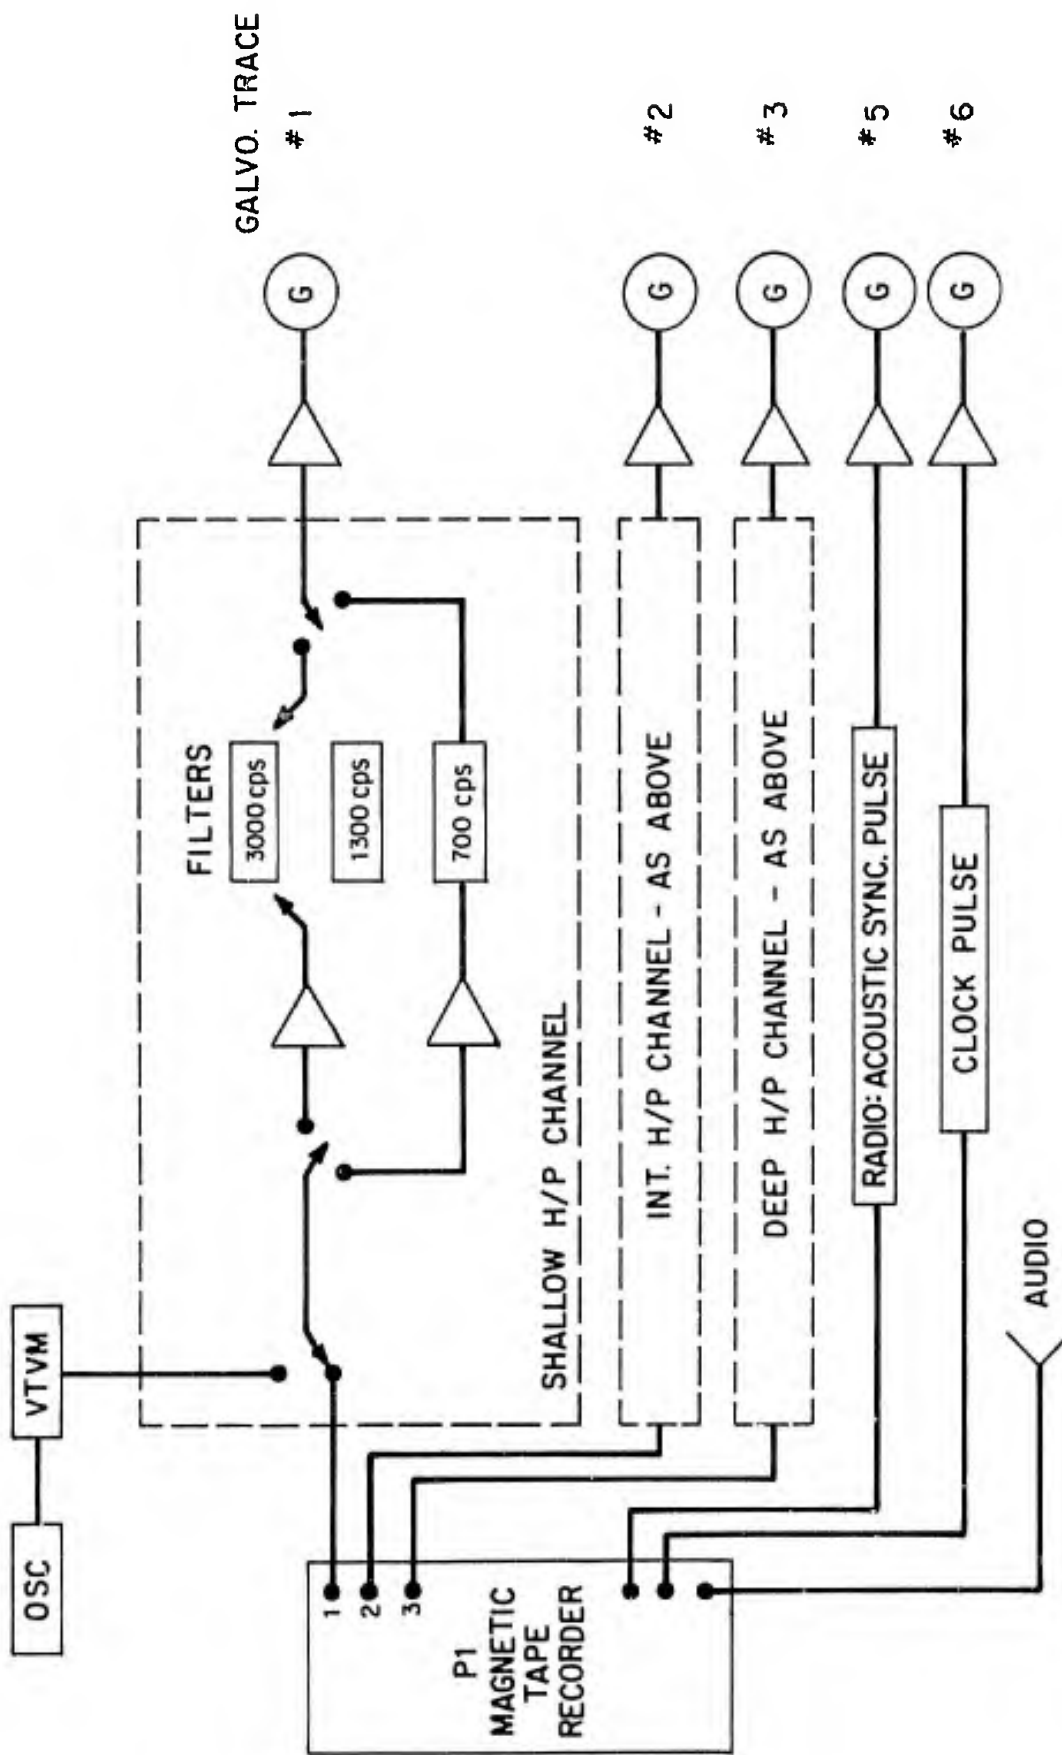 OSC
VTVM
GALVO. TRACE
#1
FILTERS
3000 cps
1300 cps
700 cps
G
SHALLOW H/P CHANNEL
INT. H/P CHANNEL - AS ABOVE
G
#2
DEEP H/P CHANNEL - AS ABOVE
G
#3
RADIO: ACOUSTIC SYNC. PULSE
G
#5
CLOCK PULSE
G
#6
1
2
3
P1
MAGNETIC
TAPE
RECORDER
AUDIO